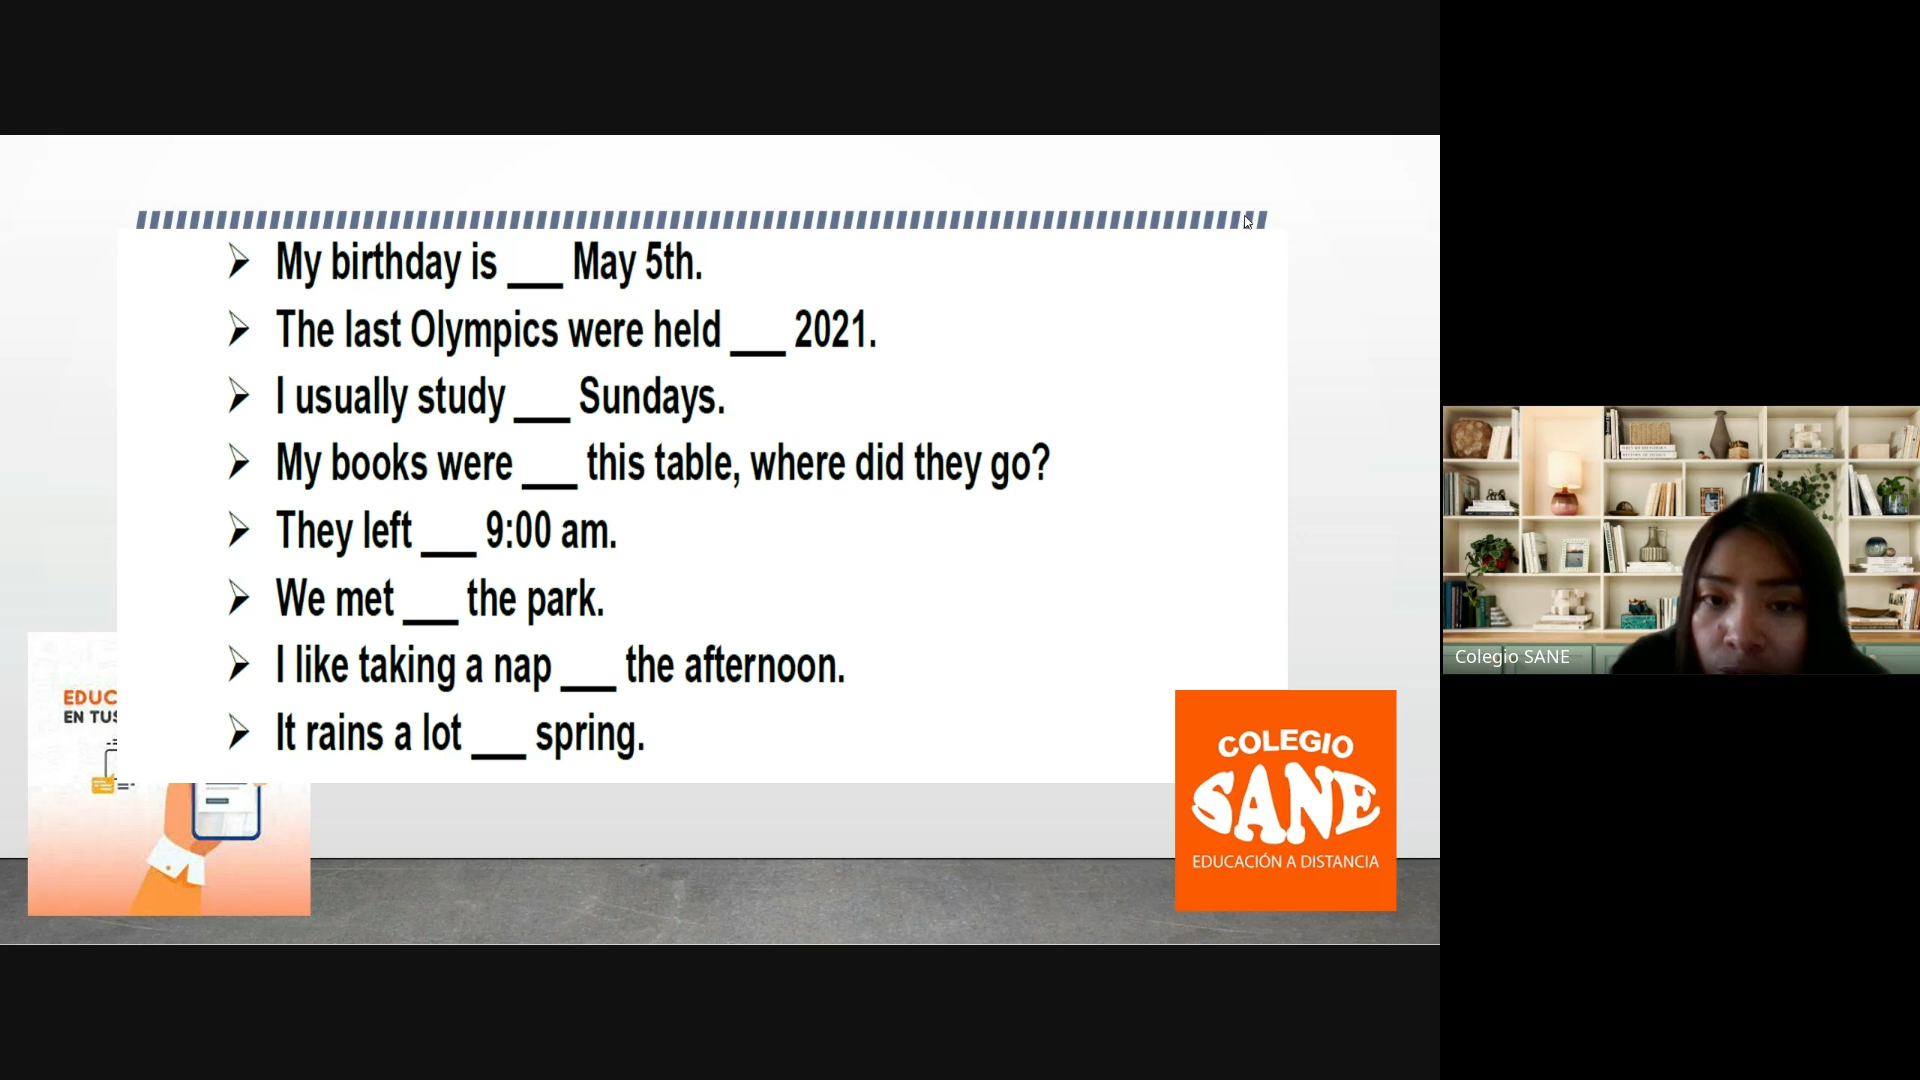 My birthday is ___ May 5th.
The last Olympics were held ___ 2021.
I usually study ___ Sundays.
My books were ___ this table, where did they go?
They left ___ 9:00 am.
We met ___ the park.
I like taking a nap ___ the afternoon.
It rains a lot ___ spring.
EDUC
EN TUS
COLEGIO
SANE
EDUCACIÓN A DISTANCIA
Colegio SANE